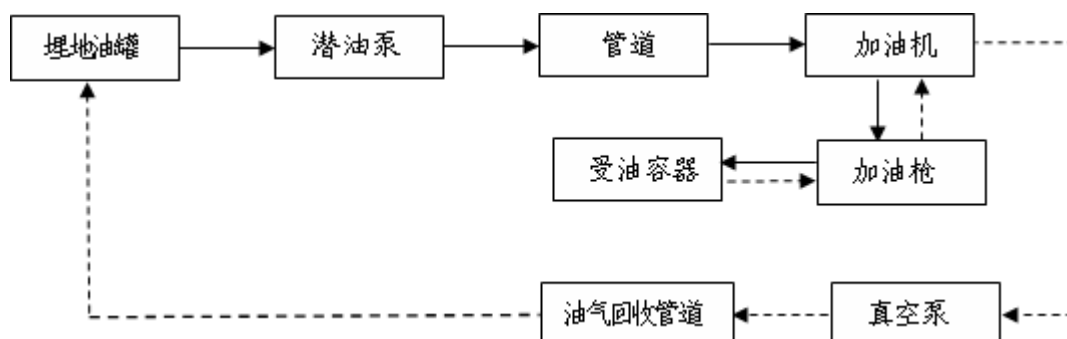 埋地油罐
潜油泵
管道
加油机
受油容器
加油枪
油气回收管道
真空泵